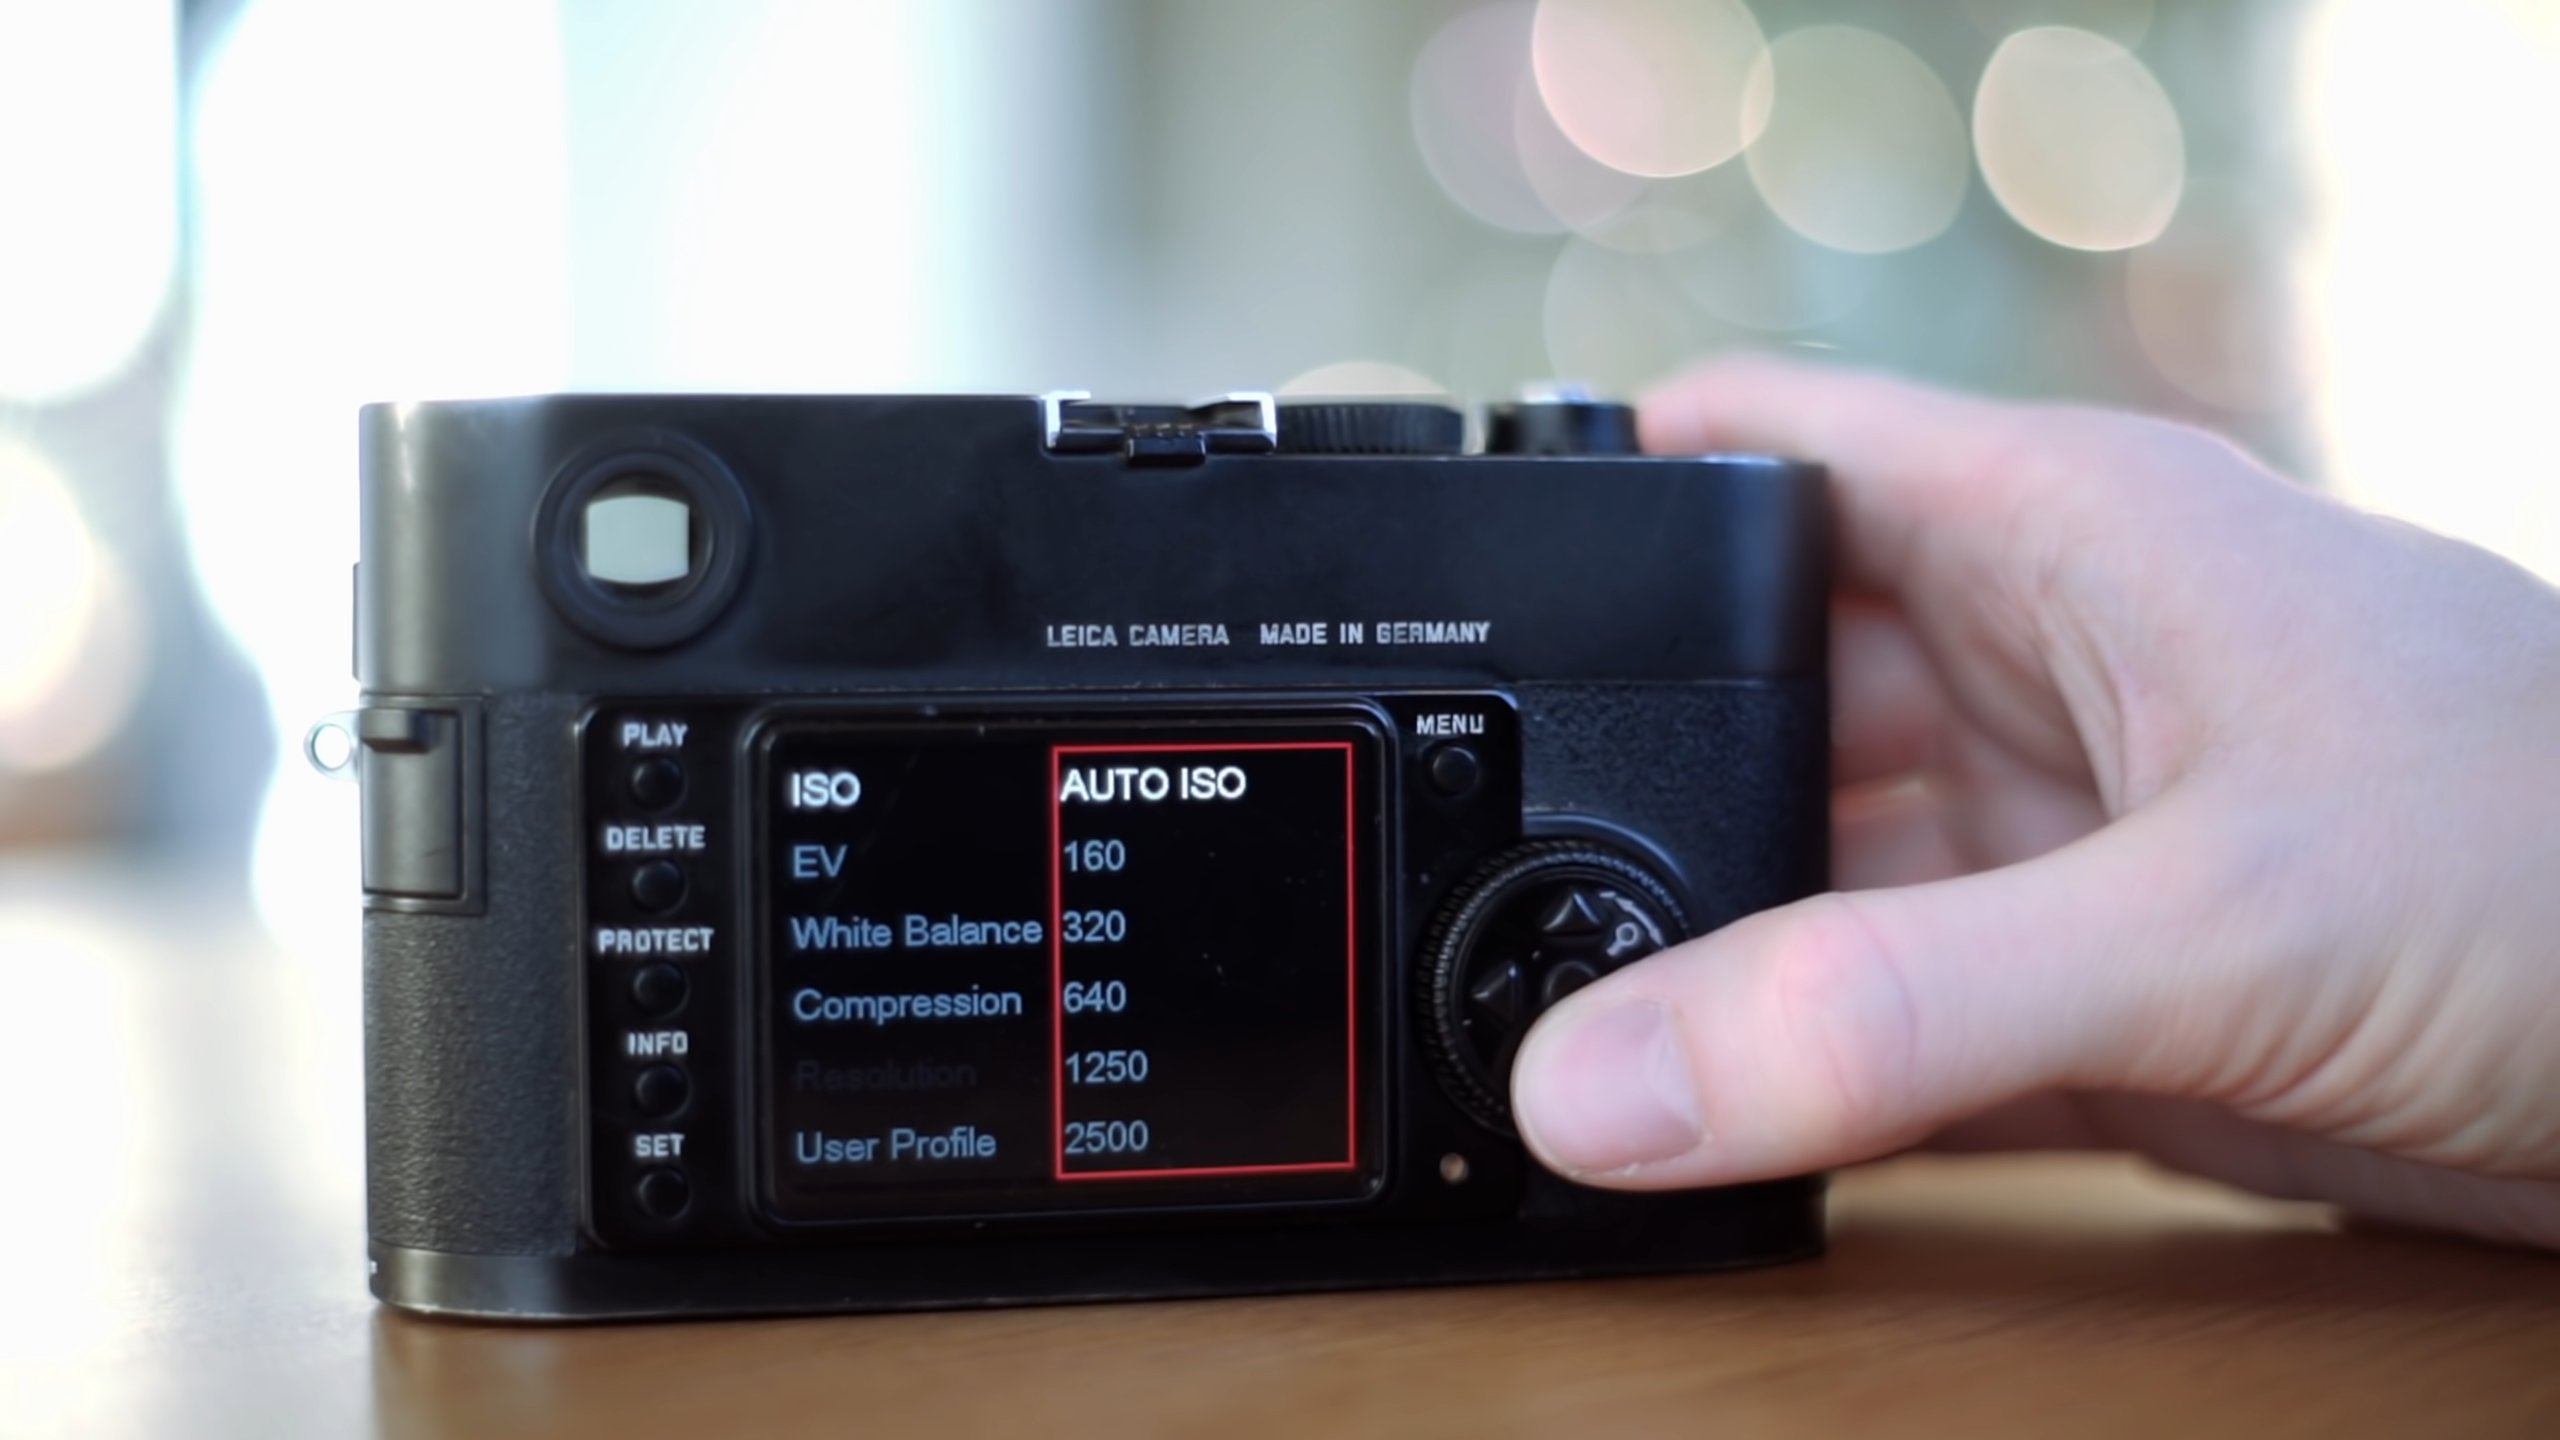 LEICA CAMERA MADE IN GERMANY
PLAY
DELETE
PROTECT
INFO
SET
MENU
ISO AUTO ISO
EV 160
White Balance 320
Compression 640
Resolution 1250
User Profile 2500